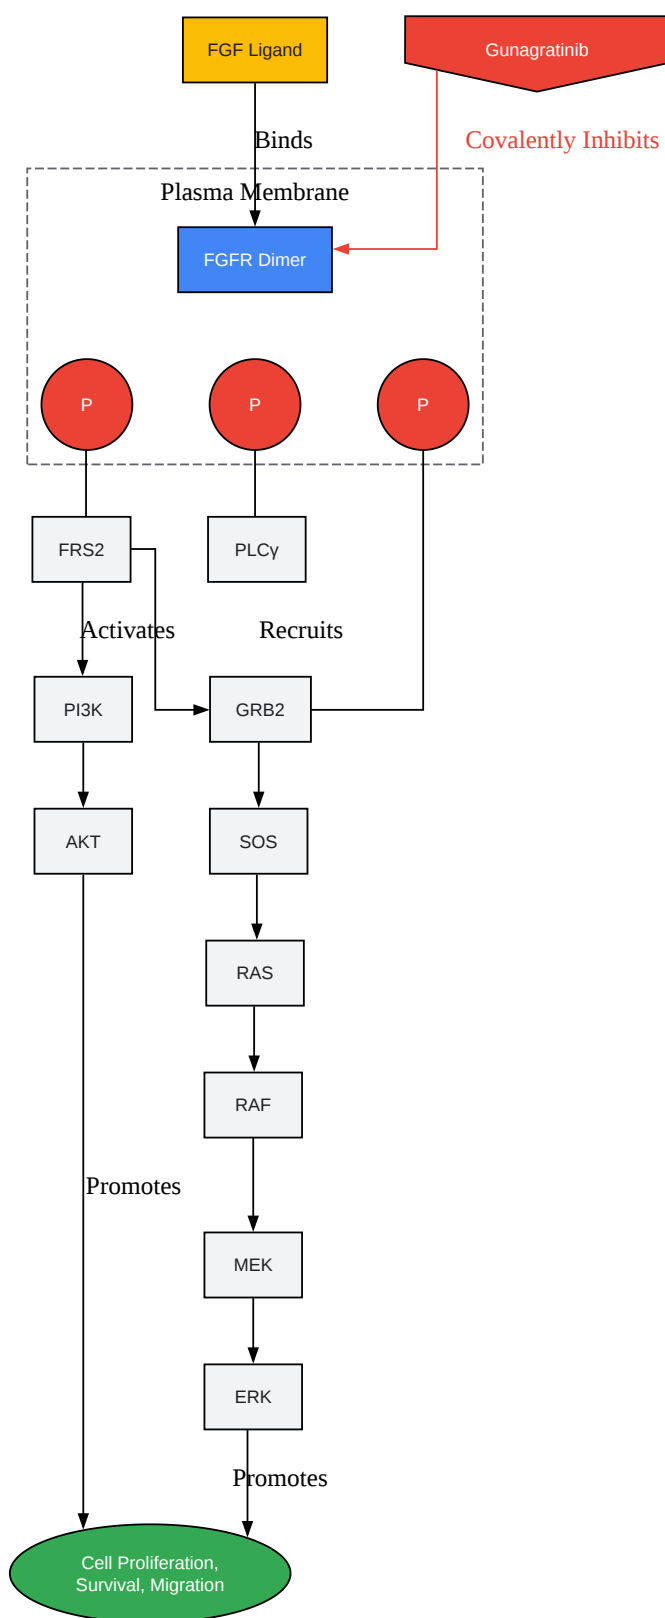 FGF Ligand
Gunagratinib
Binds
Covalently Inhibits
Plasma Membrane
FGFR Dimer
P
P
P
FRS2
PLCγ
Activates
Recruits
PI3K
GRB2
AKT
SOS
RAS
RAF
Promotes
MEK
ERK
Promotes
Cell Proliferation,
Survival, Migration